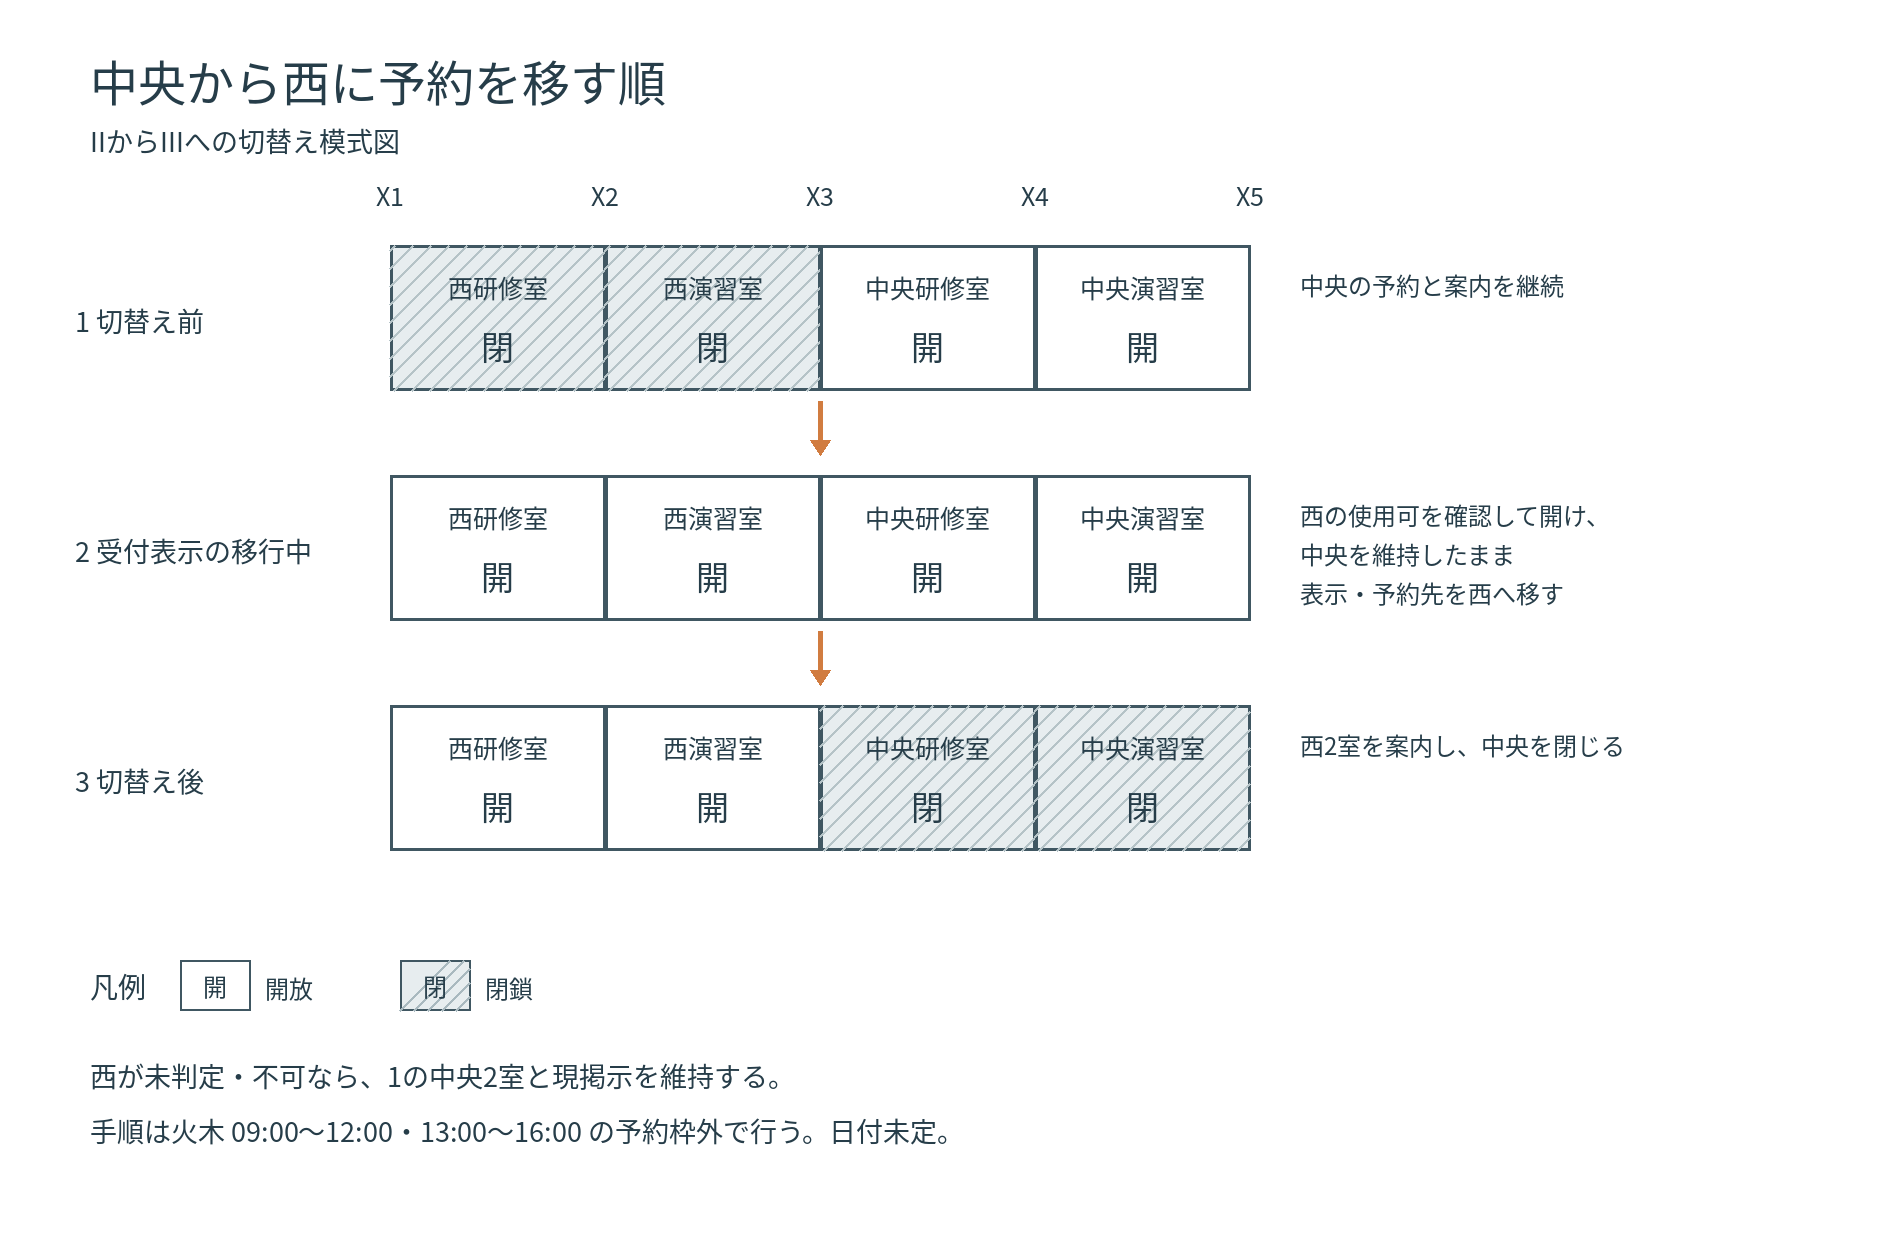 中央から西に予約を移す順
IIからIIIへの切替え模式図
X1 X2 X3 X4 X5
1 切替え前
西研修室 西演習室 中央研修室 中央演習室
閉 閉 開 開
中央の予約と案内を継続
2 受付表示の移行中
西研修室 西演習室 中央研修室 中央演習室
開 開 開 開
西の使用可を確認して開け、
中央を維持したまま
表示・予約先を西へ移す
3 切替え後
西研修室 西演習室 中央研修室 中央演習室
開 開 閉 閉
西2室を案内し、中央を閉じる
凡例 開 開放 閉 閉鎖
西が未判定・不可なら、1の中央2室と現掲示を維持する。
手順は火木 09:00～12:00・13:00～16:00 の予約枠外で行う。日付未定。